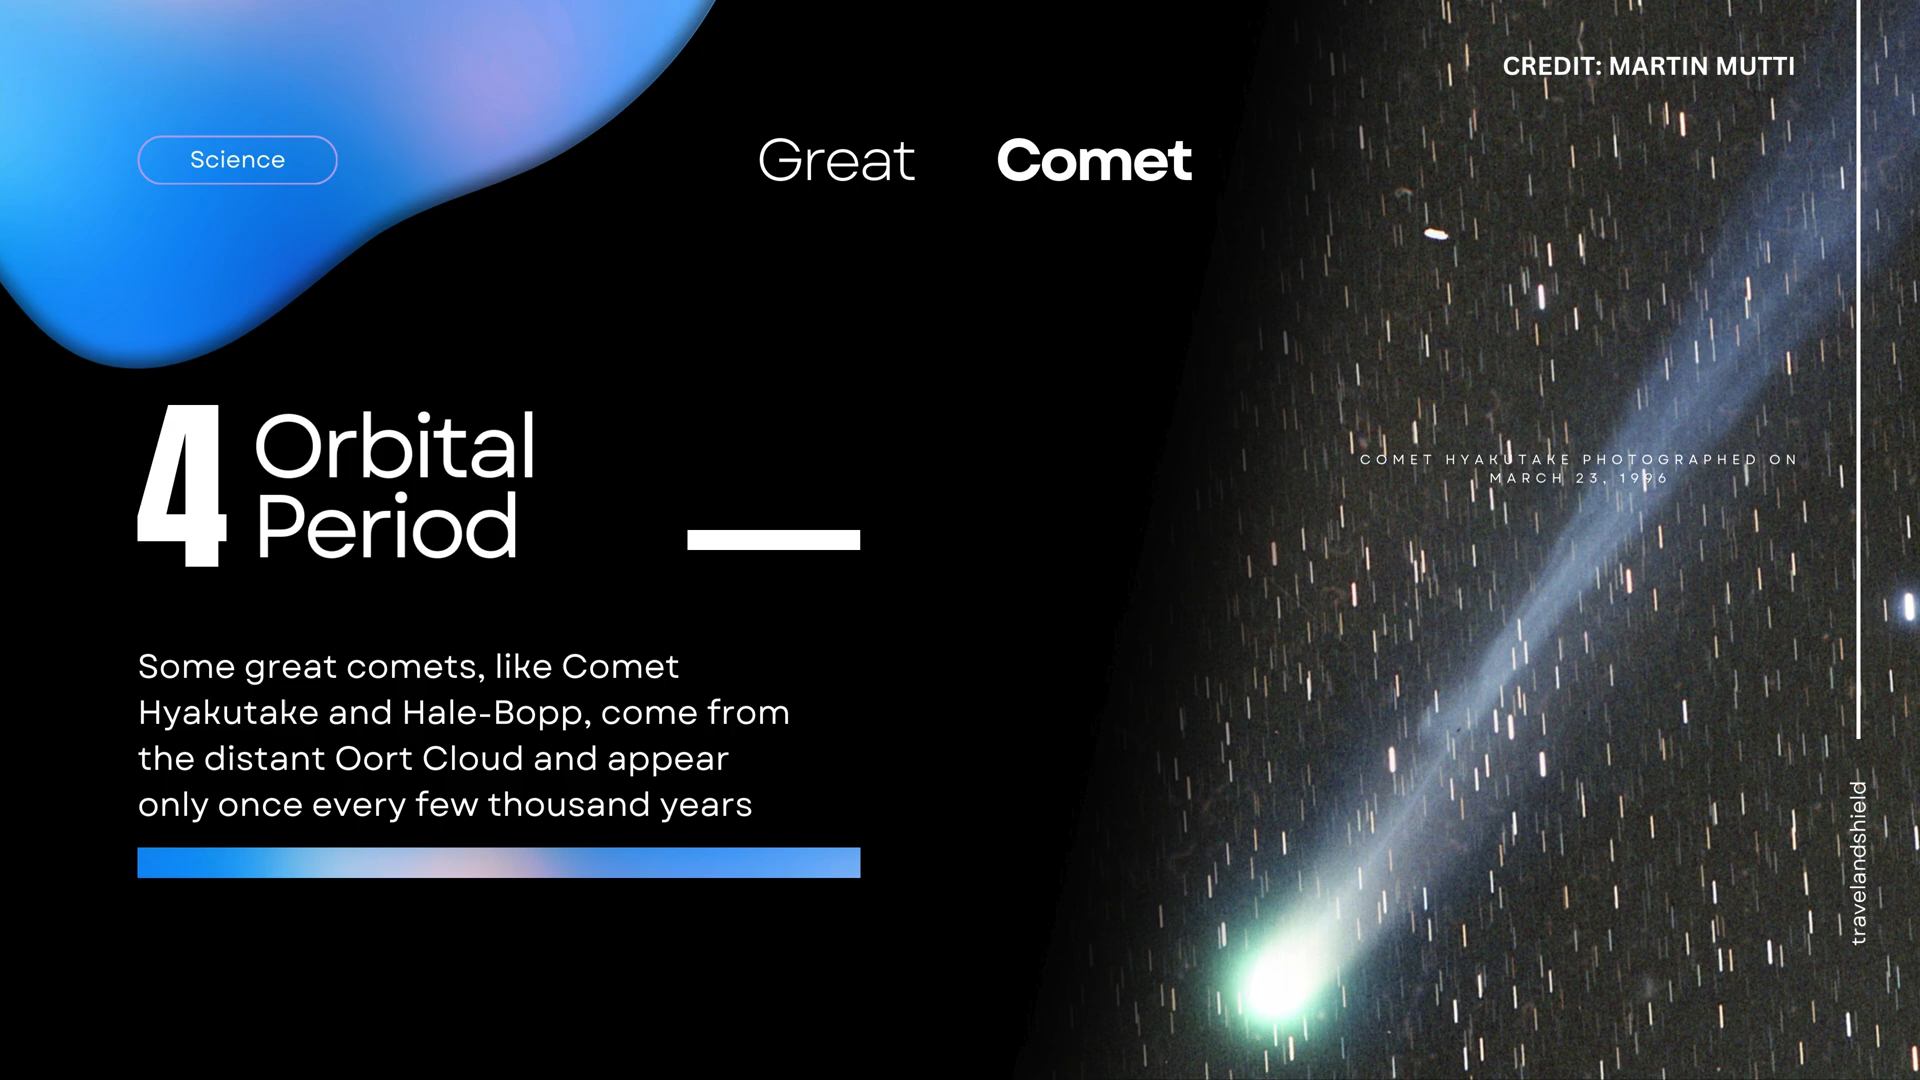 CREDIT: MARTIN MUTTI
Science
Great Comet
4 Orbital
Period
COMET HYAKUTAKE PHOTOGRAPHED ON
MARCH 23, 1996
Some great comets, like Comet
Hyakutake and Hale-Bopp, come from
the distant Oort Cloud and appear
only once every few thousand years
travelandshield